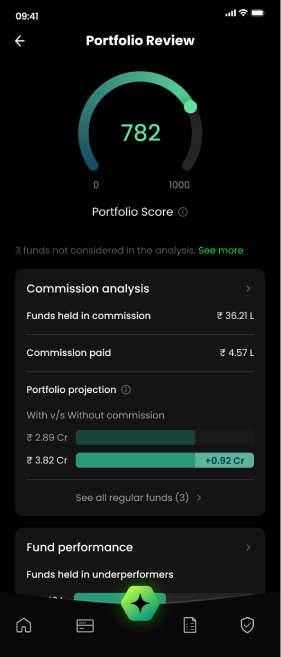 09:41
Portfolio Review
782
0 1000
Portfolio Score
3 funds not considered in the analysis. See more
Commission analysis
Funds held in commission ₹ 36.21 L
Commission paid ₹ 4.57 L
Portfolio projection
With v/s Without commission
₹ 2.89 Cr
₹ 3.82 Cr +0.92 Cr
See all regular funds (3)
Fund performance
Funds held in underperformers